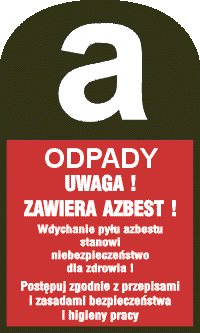 a
ODPADY
UWAGA !
ZAWIERA AZBEST !
Wdychanie pyłu azbestu
stanowi
niebezpieczeństwo
dla zdrowia !
Postępuj zgodnie z przepisami
i zasadami bezpieczeństwa
i higieny pracy